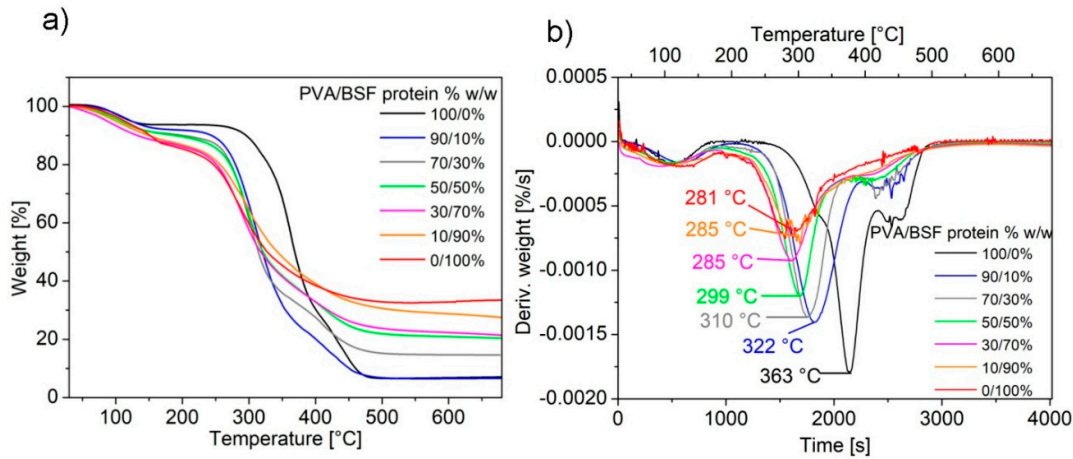 a)
PVA/BSF protein % w/w
100/0%
90/10%
70/30%
50/50%
30/70%
10/90%
0/100%
Weight [%]
100
80
60
40
20
0
100 200 300 400 500 600
Temperature [°C]
b)
Temperature [°C]
0 100 200 300 400 500 600
Deriv. weight [%/s]
0.0005
0.0000
-0.0005
-0.0010
-0.0015
-0.0020
281 °C
285 °C
285 °C
299 °C
310 °C
322 °C
363 °C
PVA/BSF protein % w/w
100/0%
90/10%
70/30%
50/50%
30/70%
10/90%
0/100%
0 1000 2000 3000 4000
Time [s]